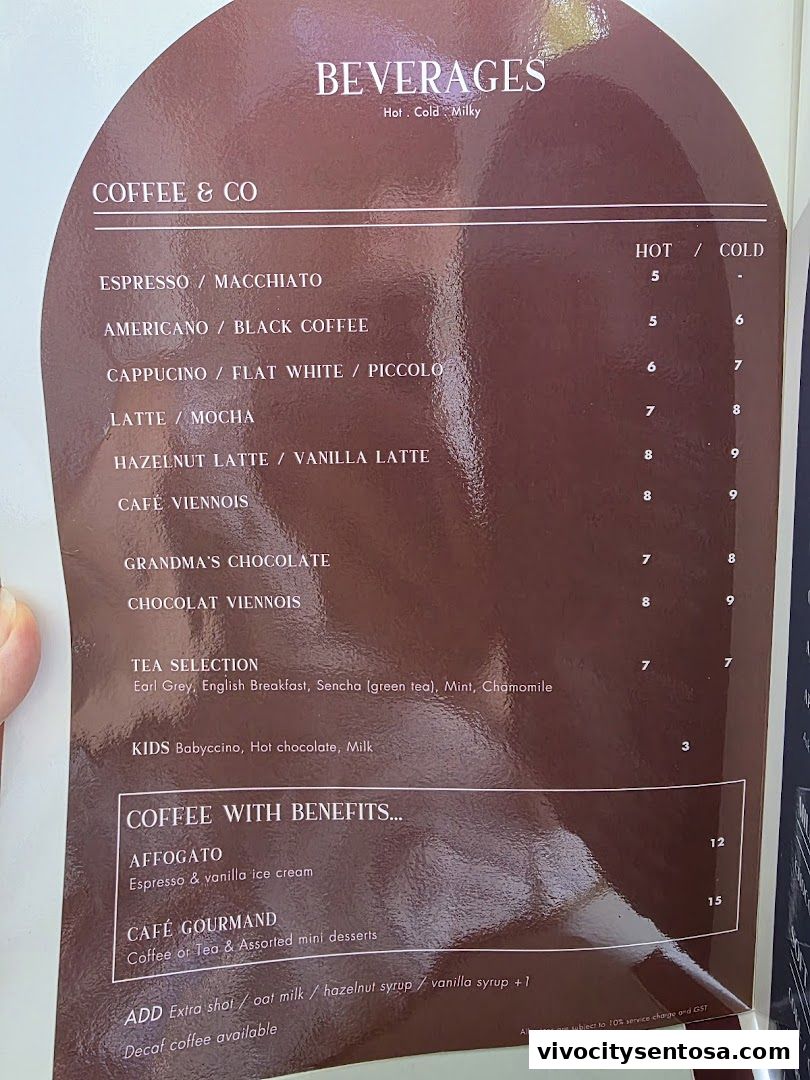 BEVERAGES
Hot . Cold . Milky
COFFEE & CO
HOT / COLD
ESPRESSO / MACCHIATO 5 -
AMERICANO / BLACK COFFEE 5 6
CAPPUCINO / FLAT WHITE / PICCOLO 6 7
LATTE / MOCHA 7 8
HAZELNUT LATTE / VANILLA LATTE 8 9
CAFÉ VIENNOIS 8 9
GRANDMA'S CHOCOLATE 7 8
CHOCOLAT VIENNOIS 8 9
TEA SELECTION 7 7
Earl Grey, English Breakfast, Sencha (green tea), Mint, Chamomile
KIDS Babyccino, Hot chocolate, Milk 3
COFFEE WITH BENEFITS...
AFFOGATO 12
Espresso & vanilla ice cream
CAFÉ GOURMAND 15
Coffee or Tea & Assorted mini desserts
ADD Extra shot / oat milk / hazelnut syrup / vanilla syrup +1
Decaf coffee available
are subject to 10% service charge and GST
vivocitysentosa.com